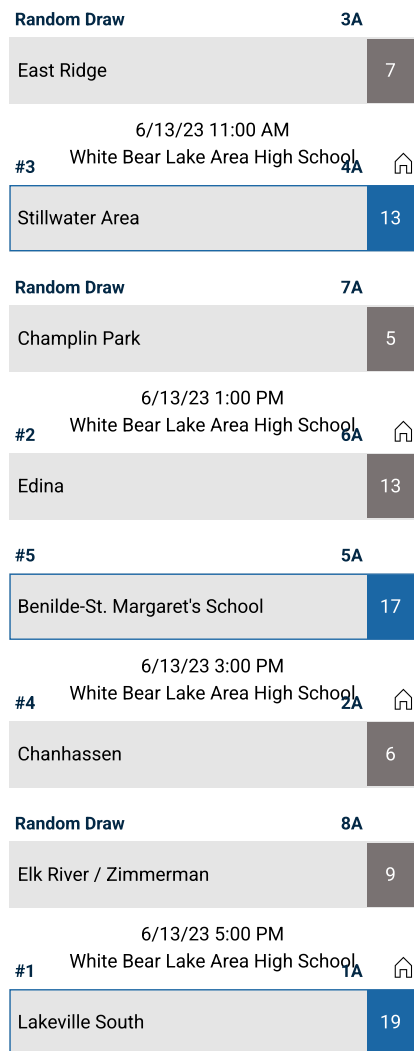 Random Draw 3A
East Ridge 7
6/13/23 11:00 AM
White Bear Lake Area High School
#3 4A
Stillwater Area 13
Random Draw 7A
Champlin Park 5
6/13/23 1:00 PM
White Bear Lake Area High School
#2 6A
Edina 13
#5 5A
Benilde-St. Margaret's School 17
6/13/23 3:00 PM
White Bear Lake Area High School
#4 2A
Chanhassen 6
Random Draw 8A
Elk River / Zimmerman 9
6/13/23 5:00 PM
White Bear Lake Area High School
#1 1A
Lakeville South 19